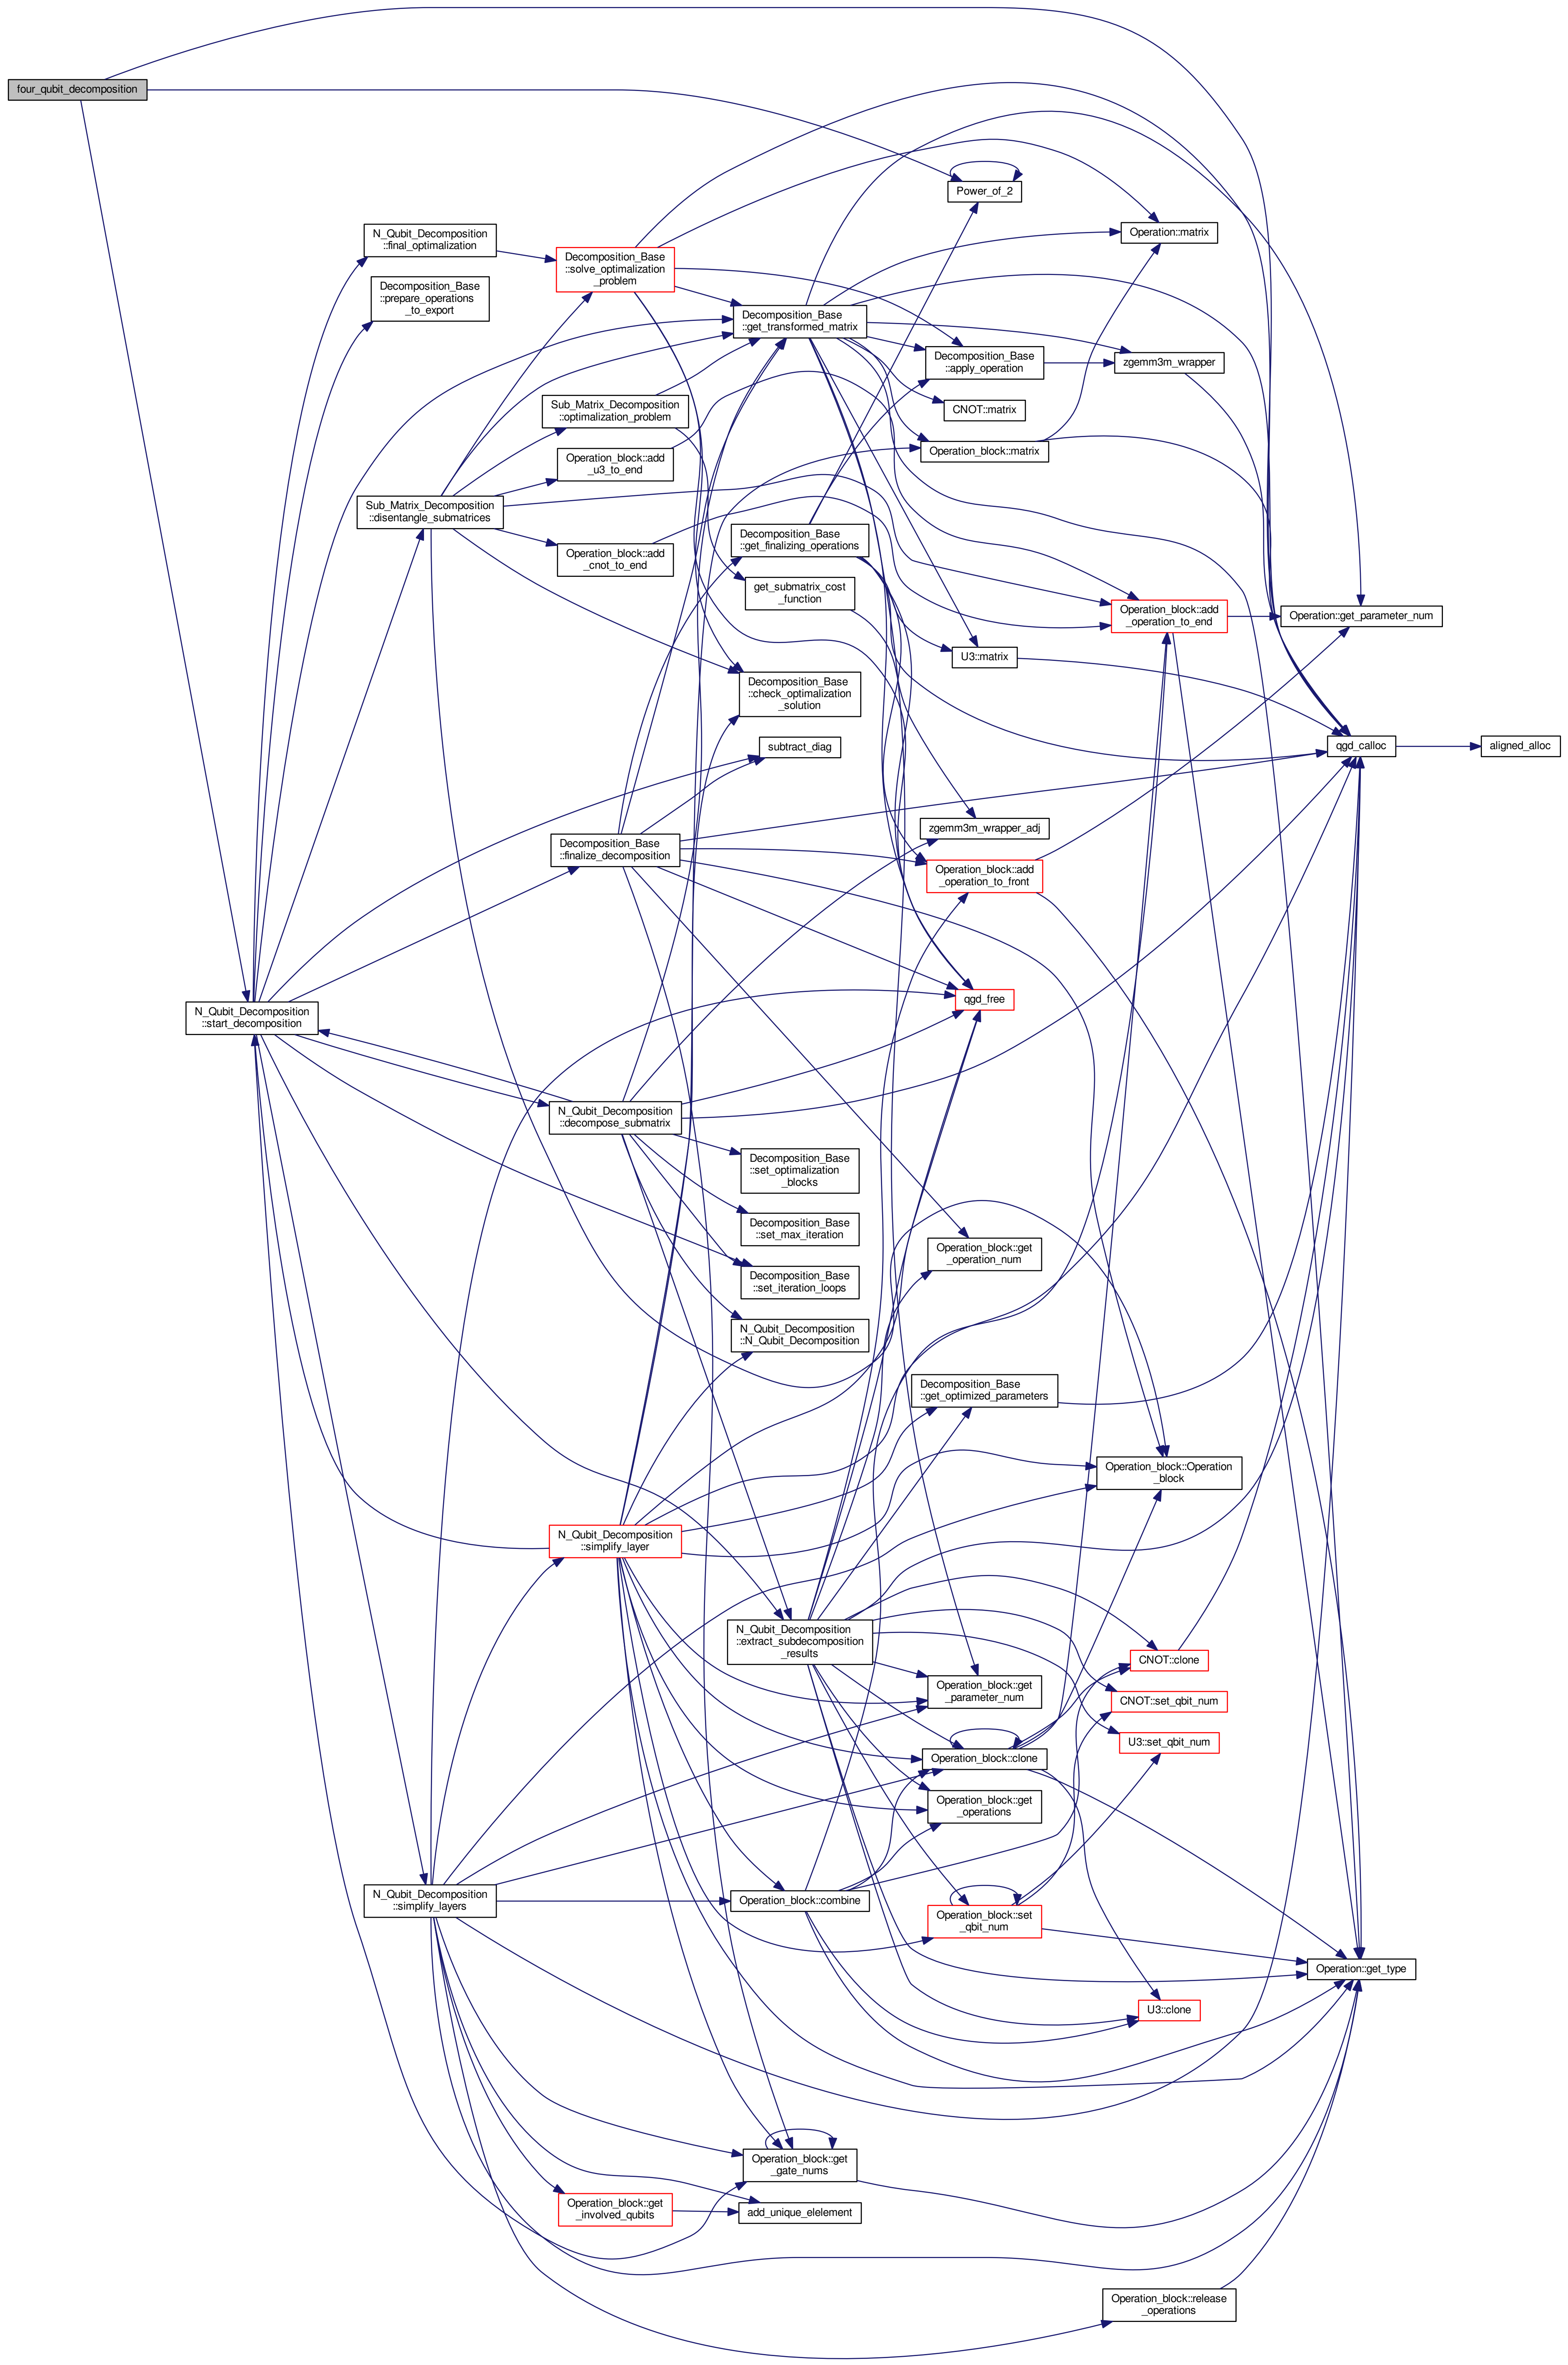 four_qubit_decomposition
Power_of_2
N_Qubit_Decomposition
::final_optimalization
Operation::matrix
Decomposition_Base
::solve_optimalization
_problem
Decomposition_Base
::prepare_operations
_to_export
Decomposition_Base
::get_transformed_matrix
Decomposition_Base
::apply_operation
zgemm3m_wrapper
CNOT::matrix
Sub_Matrix_Decomposition
::optimalization_problem
Operation_block::matrix
Operation_block::add
_u3_to_end
Sub_Matrix_Decomposition
::disentangle_submatrices
Decomposition_Base
::get_finalizing_operations
Operation_block::add
_cnot_to_end
get_submatrix_cost
_function
Operation_block::add
_operation_to_end
Operation::get_parameter_num
U3::matrix
Decomposition_Base
::check_optimalization
_solution
subtract_diag
qgd_calloc
aligned_alloc
zgemm3m_wrapper_adj
Decomposition_Base
::finalize_decomposition
Operation_block::add
_operation_to_front
qgd_free
N_Qubit_Decomposition
::start_decomposition
N_Qubit_Decomposition
::decompose_submatrix
Decomposition_Base
::set_optimalization
_blocks
Decomposition_Base
::set_max_iteration
Operation_block::get
_operation_num
Decomposition_Base
::set_iteration_loops
N_Qubit_Decomposition
::N_Qubit_Decomposition
Decomposition_Base
::get_optimized_parameters
Operation_block::Operation
_block
N_Qubit_Decomposition
::simplify_layer
N_Qubit_Decomposition
::extract_subdecomposition
_results
CNOT::clone
Operation_block::get
_parameter_num
CNOT::set_qbit_num
U3::set_qbit_num
Operation_block::clone
Operation_block::get
_operations
N_Qubit_Decomposition
::simplify_layers
Operation_block::combine
Operation_block::set
_qbit_num
Operation::get_type
U3::clone
Operation_block::get
_gate_nums
Operation_block::get
_involved_qubits
add_unique_elelement
Operation_block::release
_operations